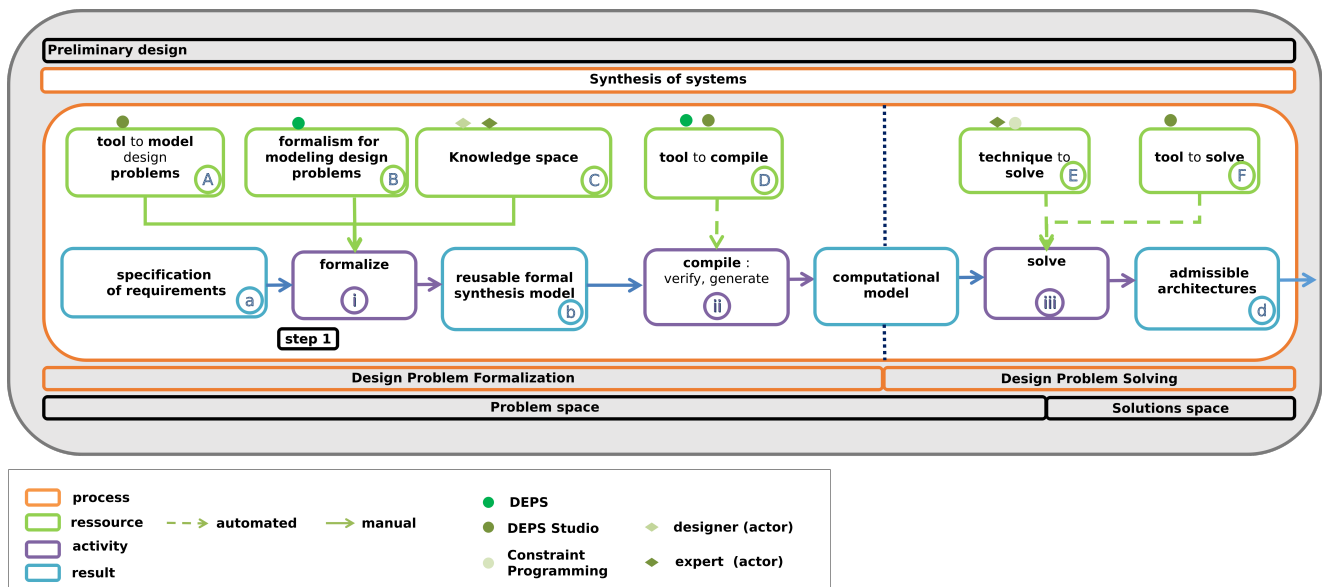 Preliminary design
Synthesis of systems
tool to model
design
problems
A
formalism for
modeling design
problems
B
Knowledge space
C
tool to compile
D
technique to
solve
E
tool to solve
F
specification
of requirements
a
formalize
i
step 1
reusable formal
synthesis model
b
compile :
verify, generate
ii
computational
model
solve
iii
admissible
architectures
d
Design Problem Formalization
Design Problem Solving
Problem space
Solutions space
process
ressource
automated
manual
activity
result
DEPS
DEPS Studio
Constraint
Programming
designer (actor)
expert (actor)